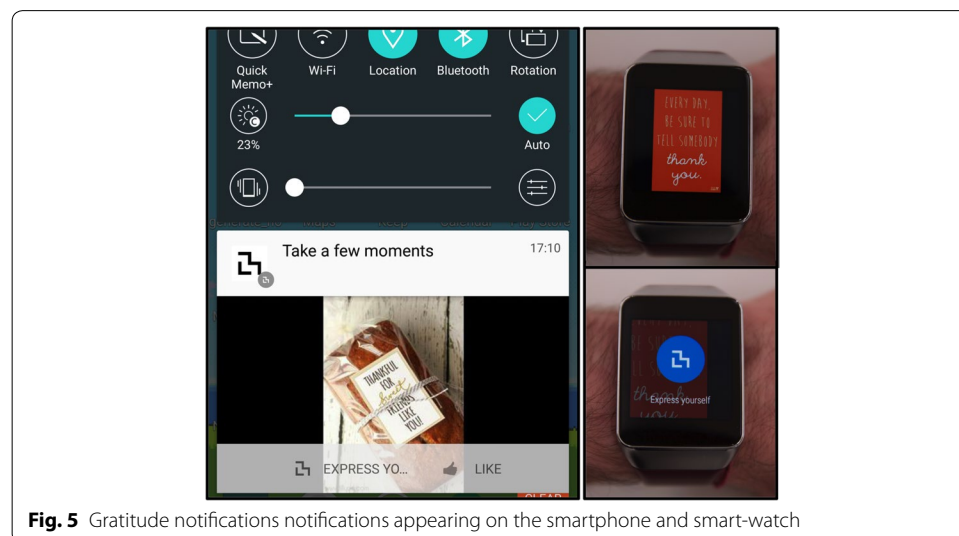 Quick
Memo+
Wi-Fi
Location
Bluetooth
Rotation
23%
Auto
Take a few moments
17:10
THANKFUL
FOR
Sweet
FRIENDS
LIKE
YOU!
EXPRESS YO...
LIKE
CLEAR
EVERY DAY,
BE SURE TO
TELL SOMEBODY
thank
you.
Express yourself
Fig. 5 Gratitude notifications notifications appearing on the smartphone and smart-watch